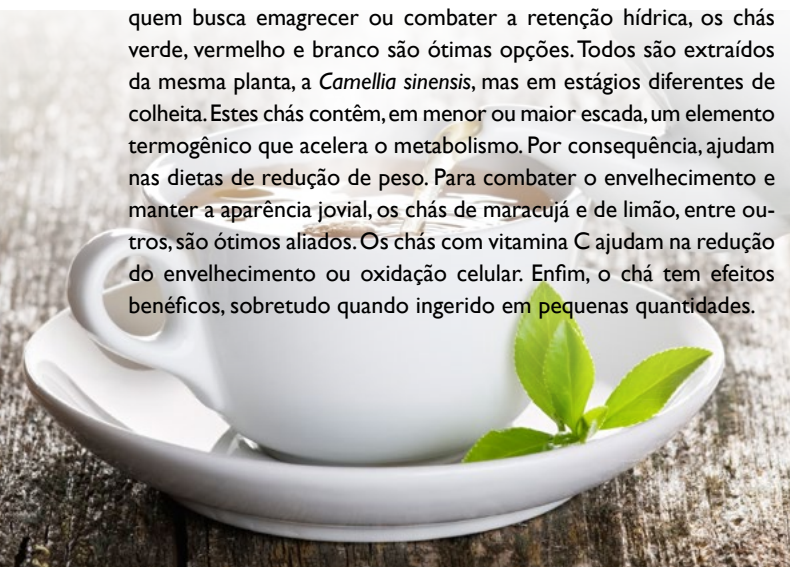 quem busca emagrecer ou combater a retenção hídrica, os chás
verde, vermelho e branco são ótimas opções. Todos são extraídos
da mesma planta, a Camellia sinensis, mas em estágios diferentes de
colheita. Estes chás contêm, em menor ou maior escada, um elemento
termogênico que acelera o metabolismo. Por consequência, ajudam
nas dietas de redução de peso. Para combater o envelhecimento e
manter a aparência jovial, os chás de maracujá e de limão, entre ou-
tros, são ótimos aliados. Os chás com vitamina C ajudam na redução
do envelhecimento ou oxidação celular. Enfim, o chá tem efeitos
benéficos, sobretudo quando ingerido em pequenas quantidades.